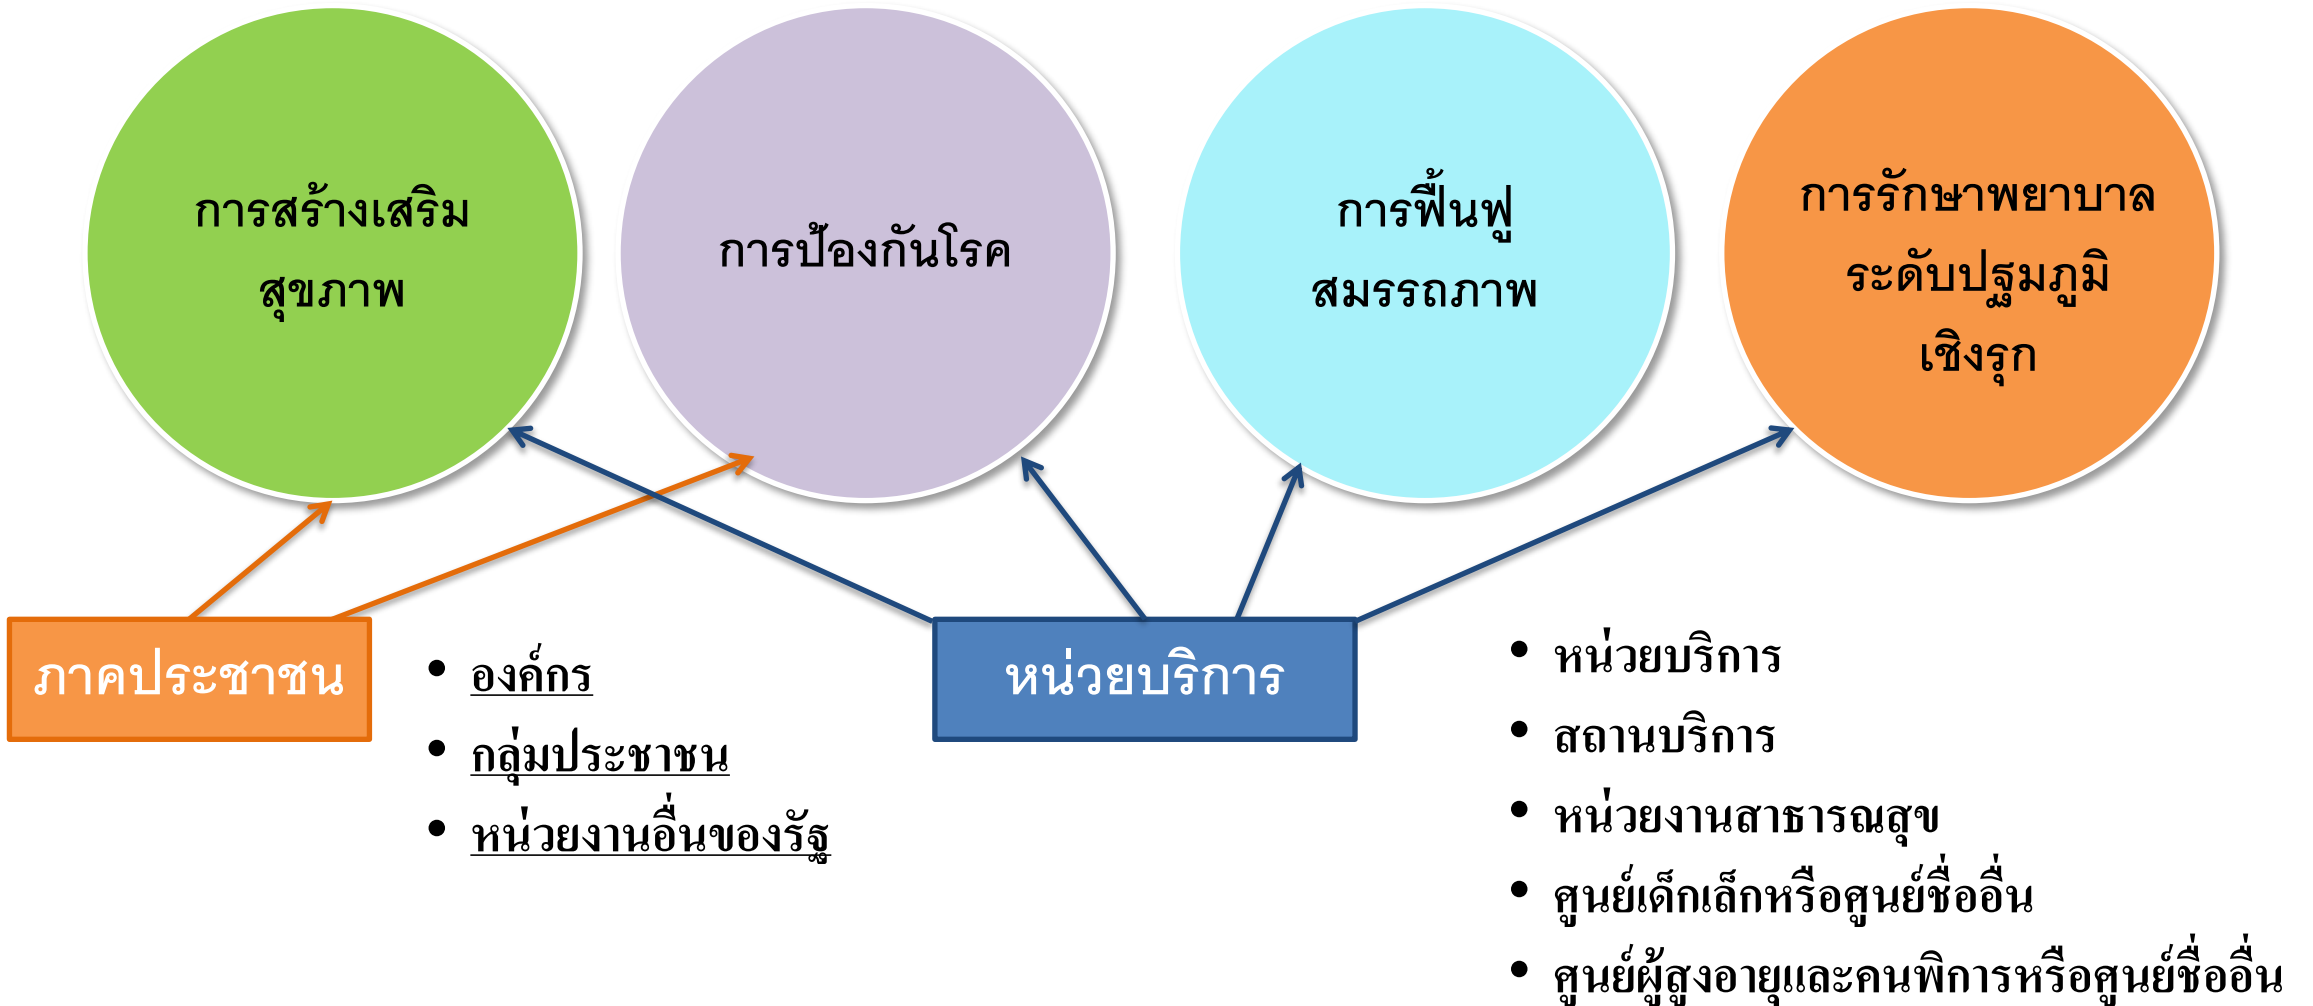 การสร้างเสริม
สุขภาพ
การป้องกันโรค
การฟื้นฟู
สมรรถภาพ
การรักษาพยาบาล
ระดับปฐมภูมิ
เชิงรุก
ภาคประชาชน
• องค์กร
• กลุ่มประชาชน
• หน่วยงานอื่นของรัฐ
หน่วยบริการ
• หน่วยบริการ
• สถานบริการ
• หน่วยงานสาธารณสุข
• ศูนย์เด็กเล็กหรือศูนย์ชื่ออื่น
• ศูนย์ผู้สูงอายุและคนพิการหรือศูนย์ชื่ออื่น